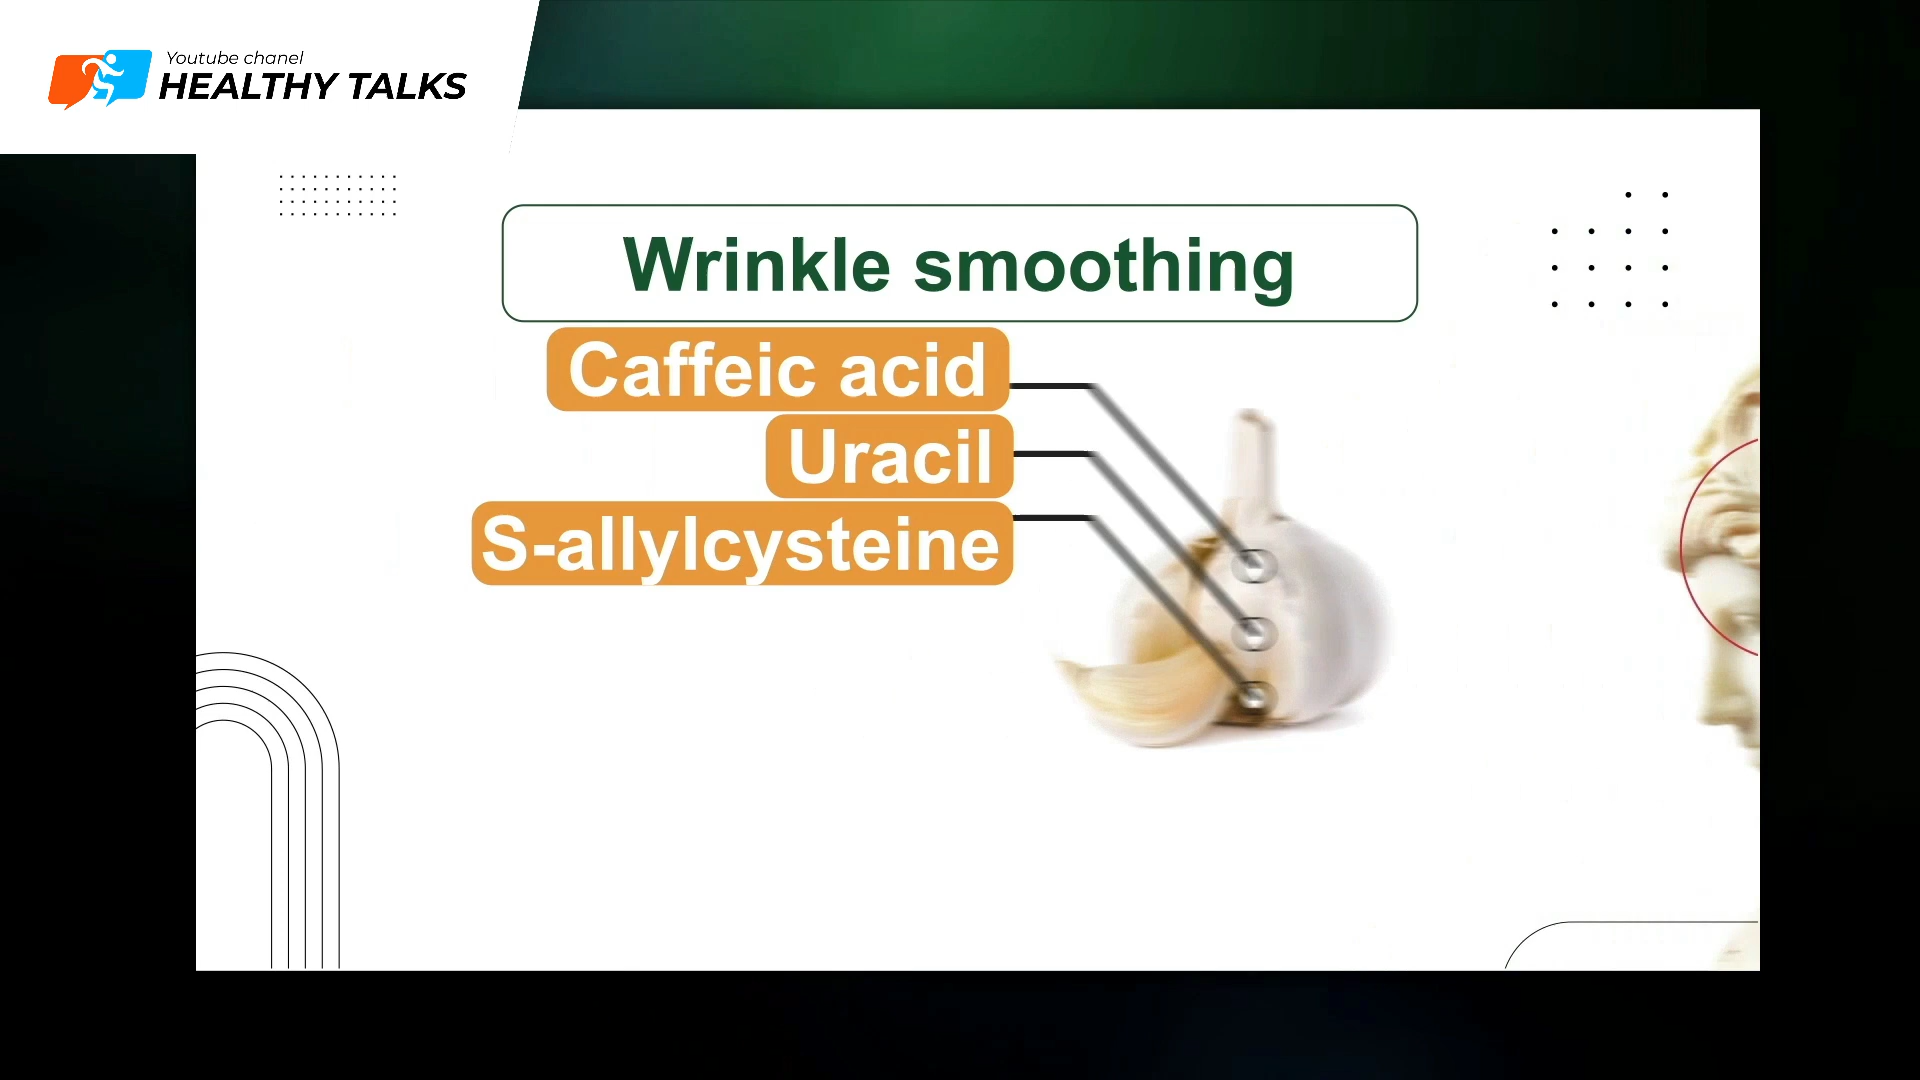 Youtube chanel
HEALTHY TALKS
Wrinkle smoothing
Caffeic acid
Uracil
S-allylcysteine